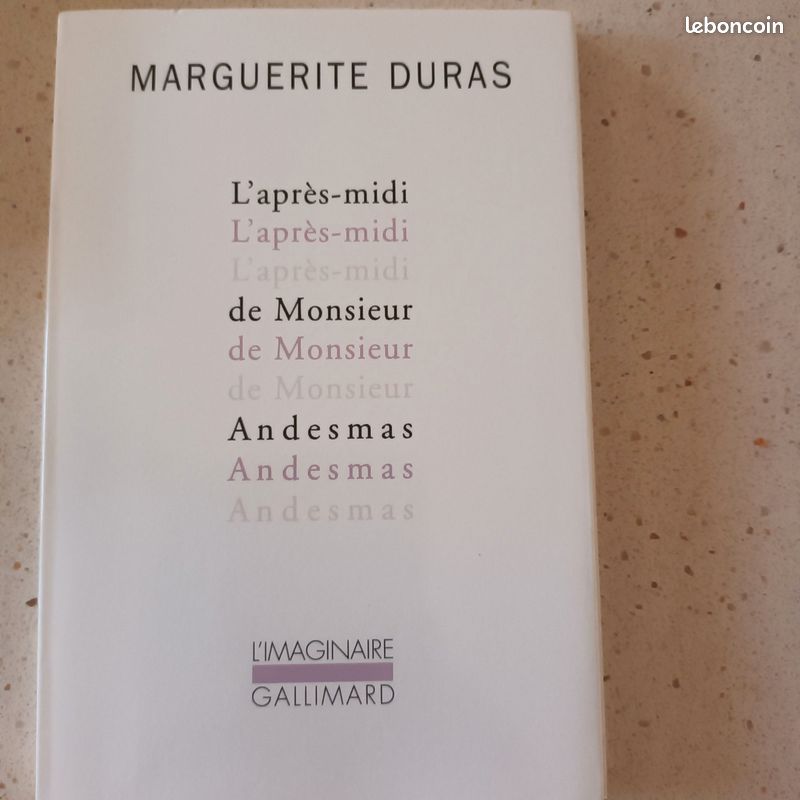 leboncoin
MARGUERITE DURAS
L'après-midi
L'après-midi
L'après-midi
de Monsieur
de Monsieur
de Monsieur
Andesmas
Andesmas
Andesmas
L'IMAGINAIRE
GALLIMARD